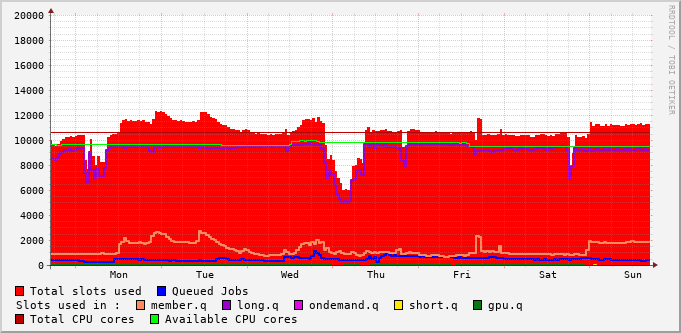 20000
18000
16000
14000
12000
10000
8000
6000
4000
2000
0
Mon Tue Wed Thu Fri Sat Sun
RRDTOOL / TOBI OETIKER
Total slots used Queued Jobs
Slots used in : member.q long.q ondemand.q short.q gpu.q
Total CPU cores Available CPU cores